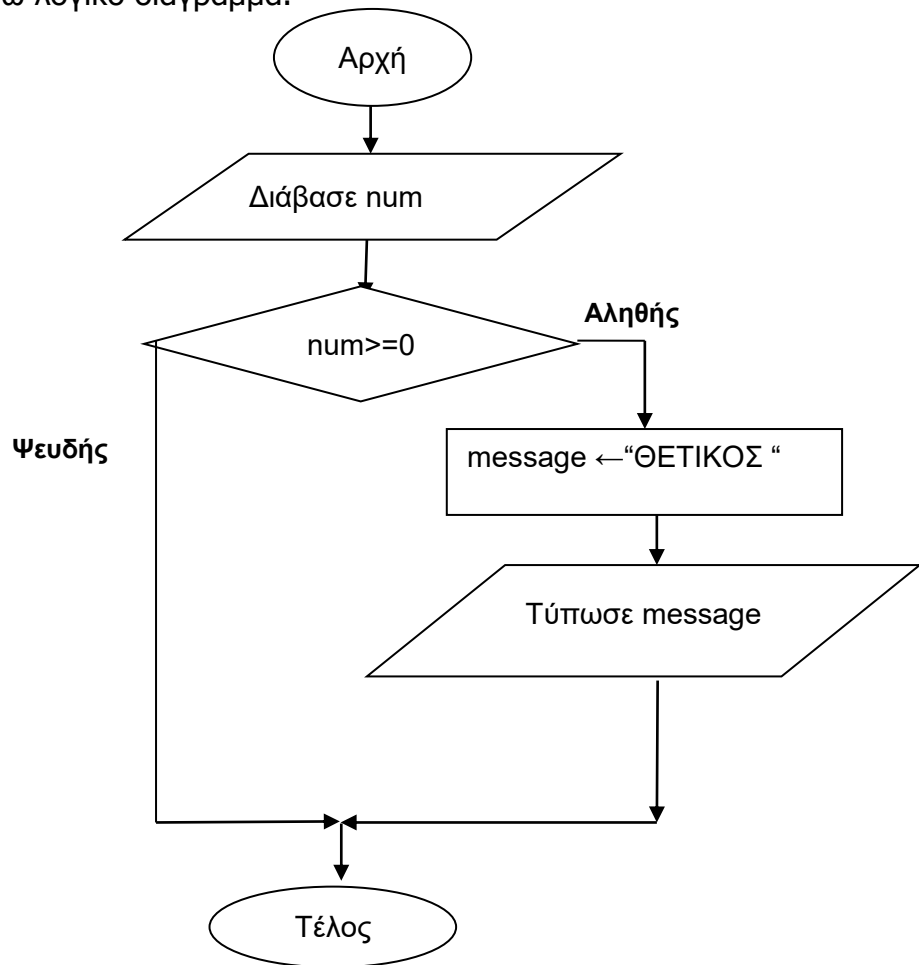 λογικό διάγραμμα.
Αρχή
Διάβασε num
num>=0
Αληθής
Ψευδής
message ←“ΘΕΤΙΚΟΣ “
Τύπωσε message
Τέλος